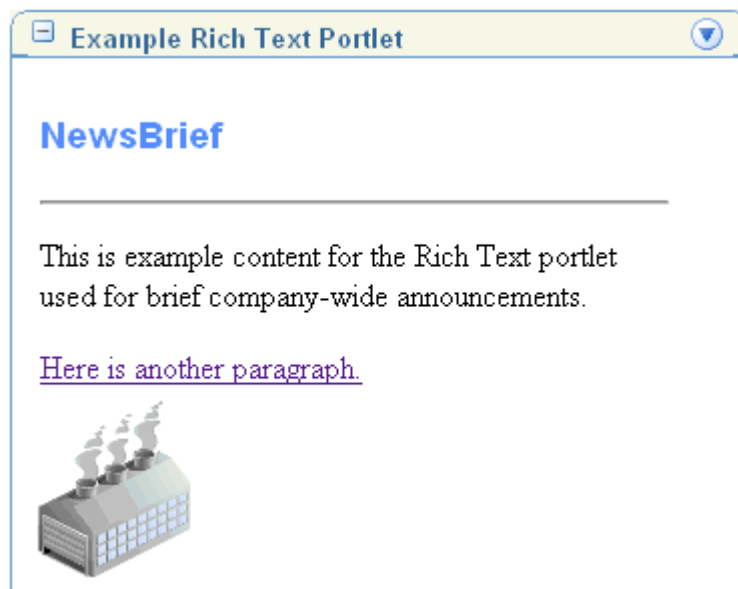 Example Rich Text Portlet
NewsBrief
This is example content for the Rich Text portlet
used for brief company-wide announcements.
Here is another paragraph.